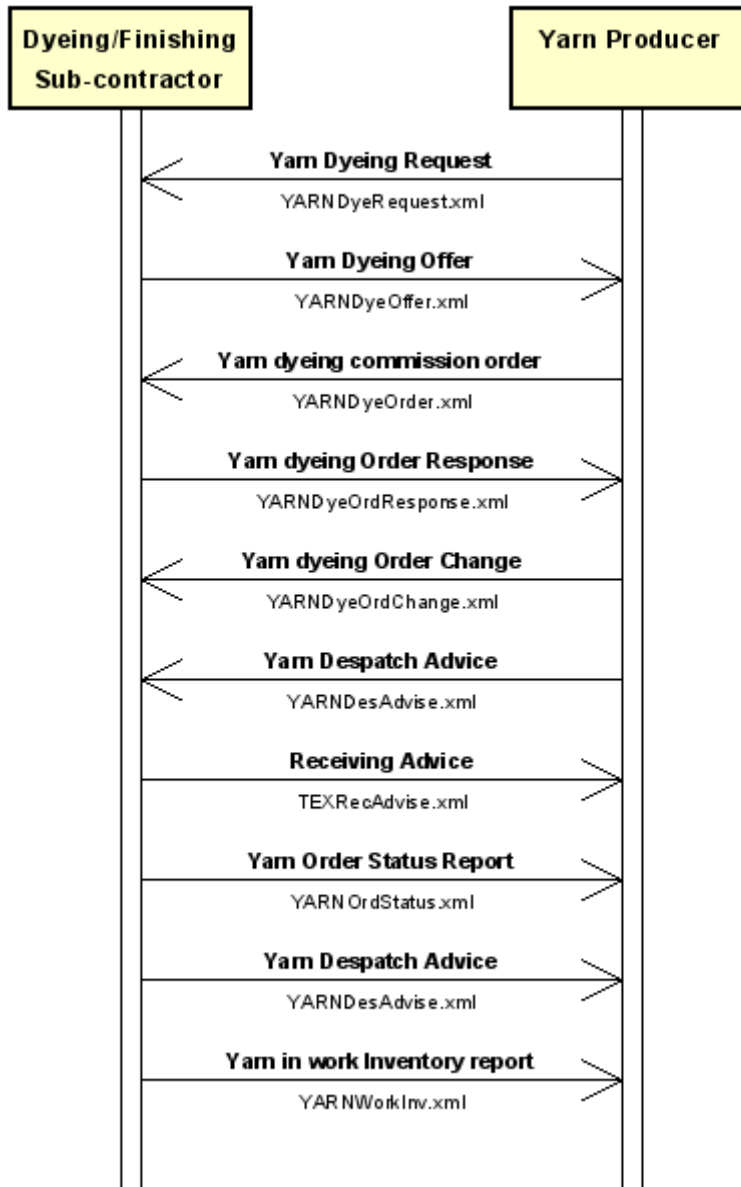 Dyeing/Finishing
Sub-contractor
Yarn Producer
Yarn Dyeing Request
YARNDyeRequest.xml
Yarn Dyeing Offer
YARNDyeOffer.xml
Yarn dyeing commission order
YARNDyeOrder.xml
Yarn dyeing Order Response
YARNDyeOrdResponse.xml
Yarn dyeing Order Change
YARNDyeOrdChange.xml
Yarn Despatch Advice
YARNDesAdvise.xml
Receiving Advice
TEXRecAdvise.xml
Yarn Order Status Report
YARNOrdStatus.xml
Yarn Despatch Advice
YARNDesAdvise.xml
Yarn in work Inventory report
YARNWorkInv.xml